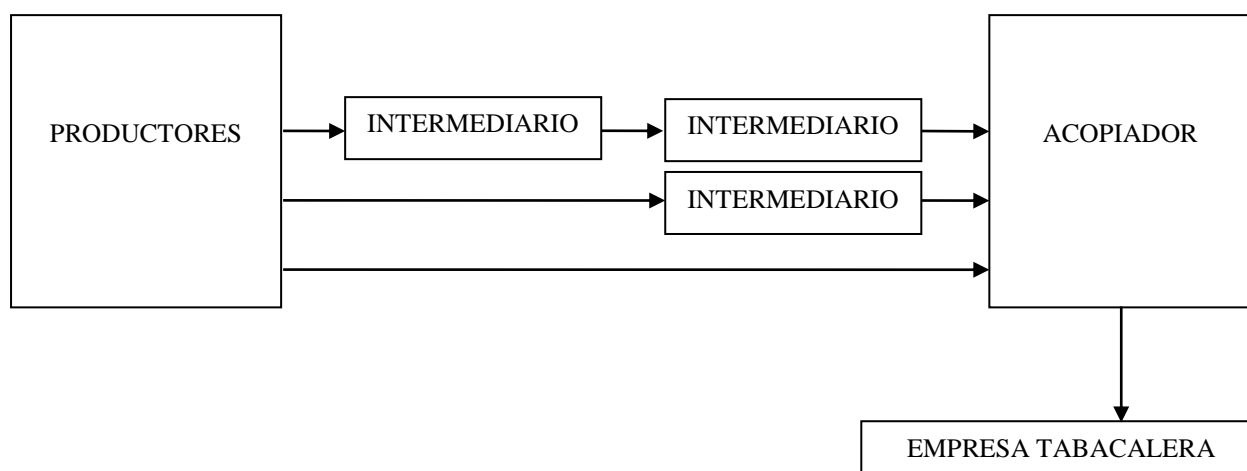 PRODUCTORES
INTERMEDIARIO
INTERMEDIARIO
ACOPIADOR
INTERMEDIARIO
EMPRESA TABACALERA